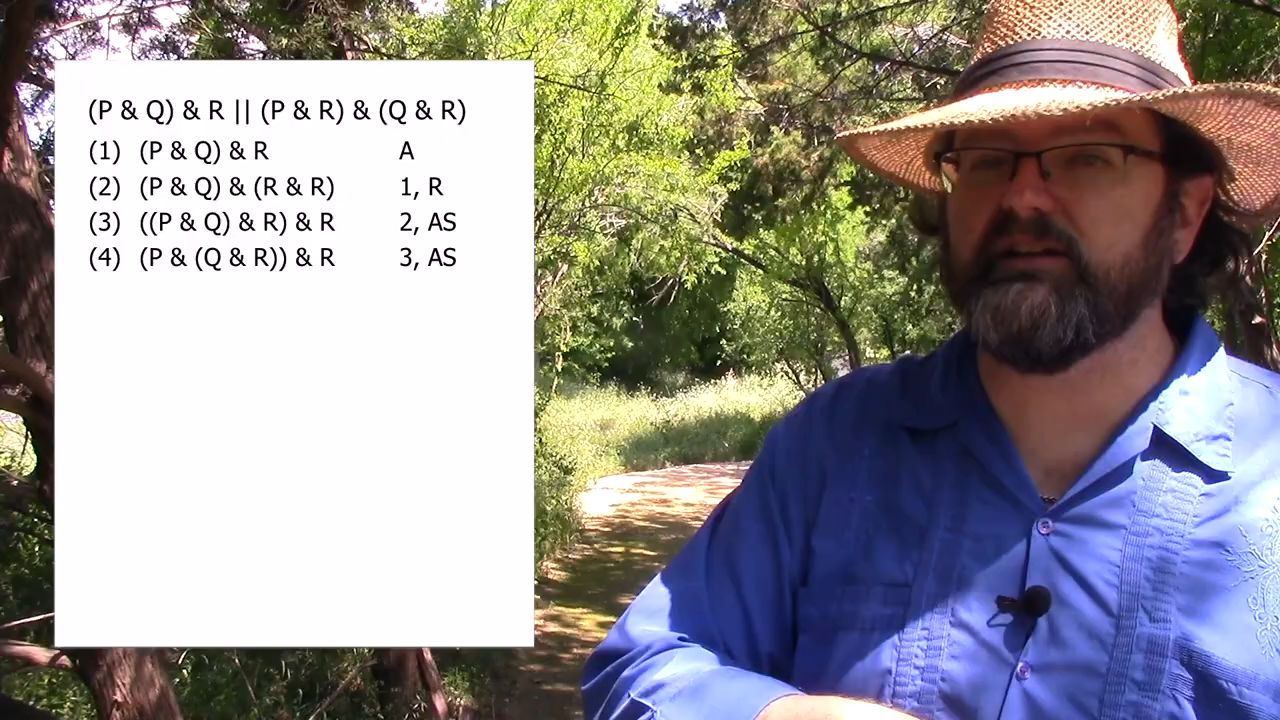 (P & Q) & R || (P & R) & (Q & R)
(1) (P & Q) & R A
(2) (P & Q) & (R & R) 1, R
(3) ((P & Q) & R) & R 2, AS
(4) (P & (Q & R)) & R 3, AS